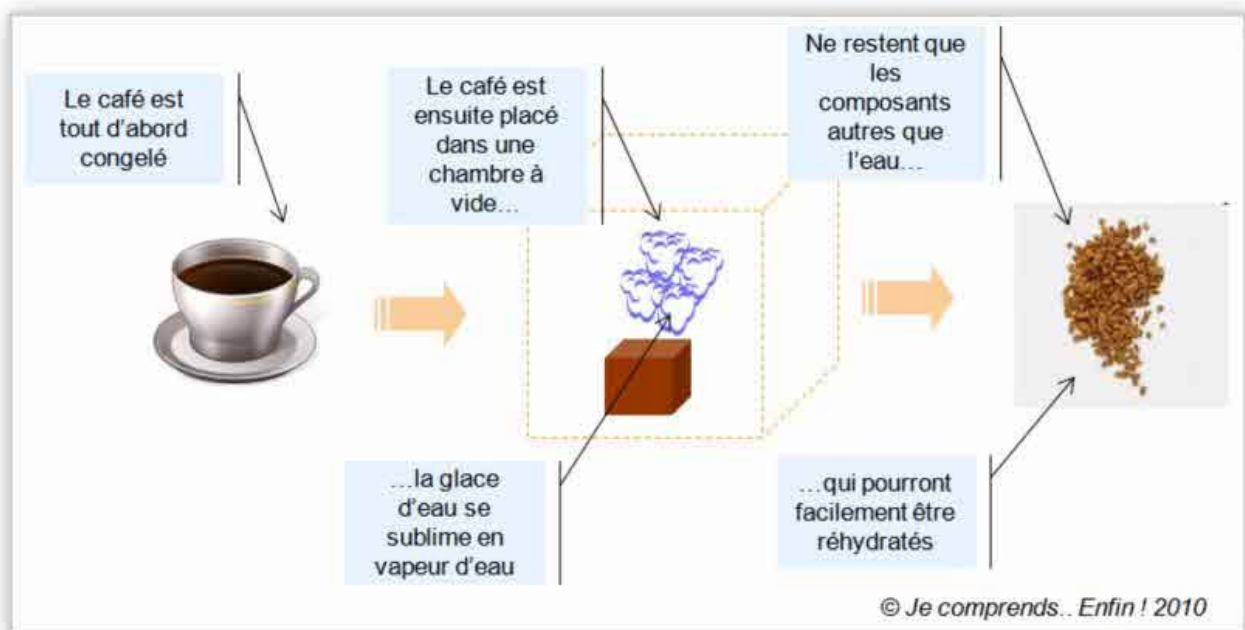 Le café est
tout d'abord
congelé
Le café est
ensuite placé
dans une
chambre à
vide…
…la glace
d'eau se
sublime en
vapeur d'eau
Ne restent que
les
composants
autres que
l'eau…
…qui pourront
facilement être
réhydratés
© Je comprends.. Enfin ! 2010